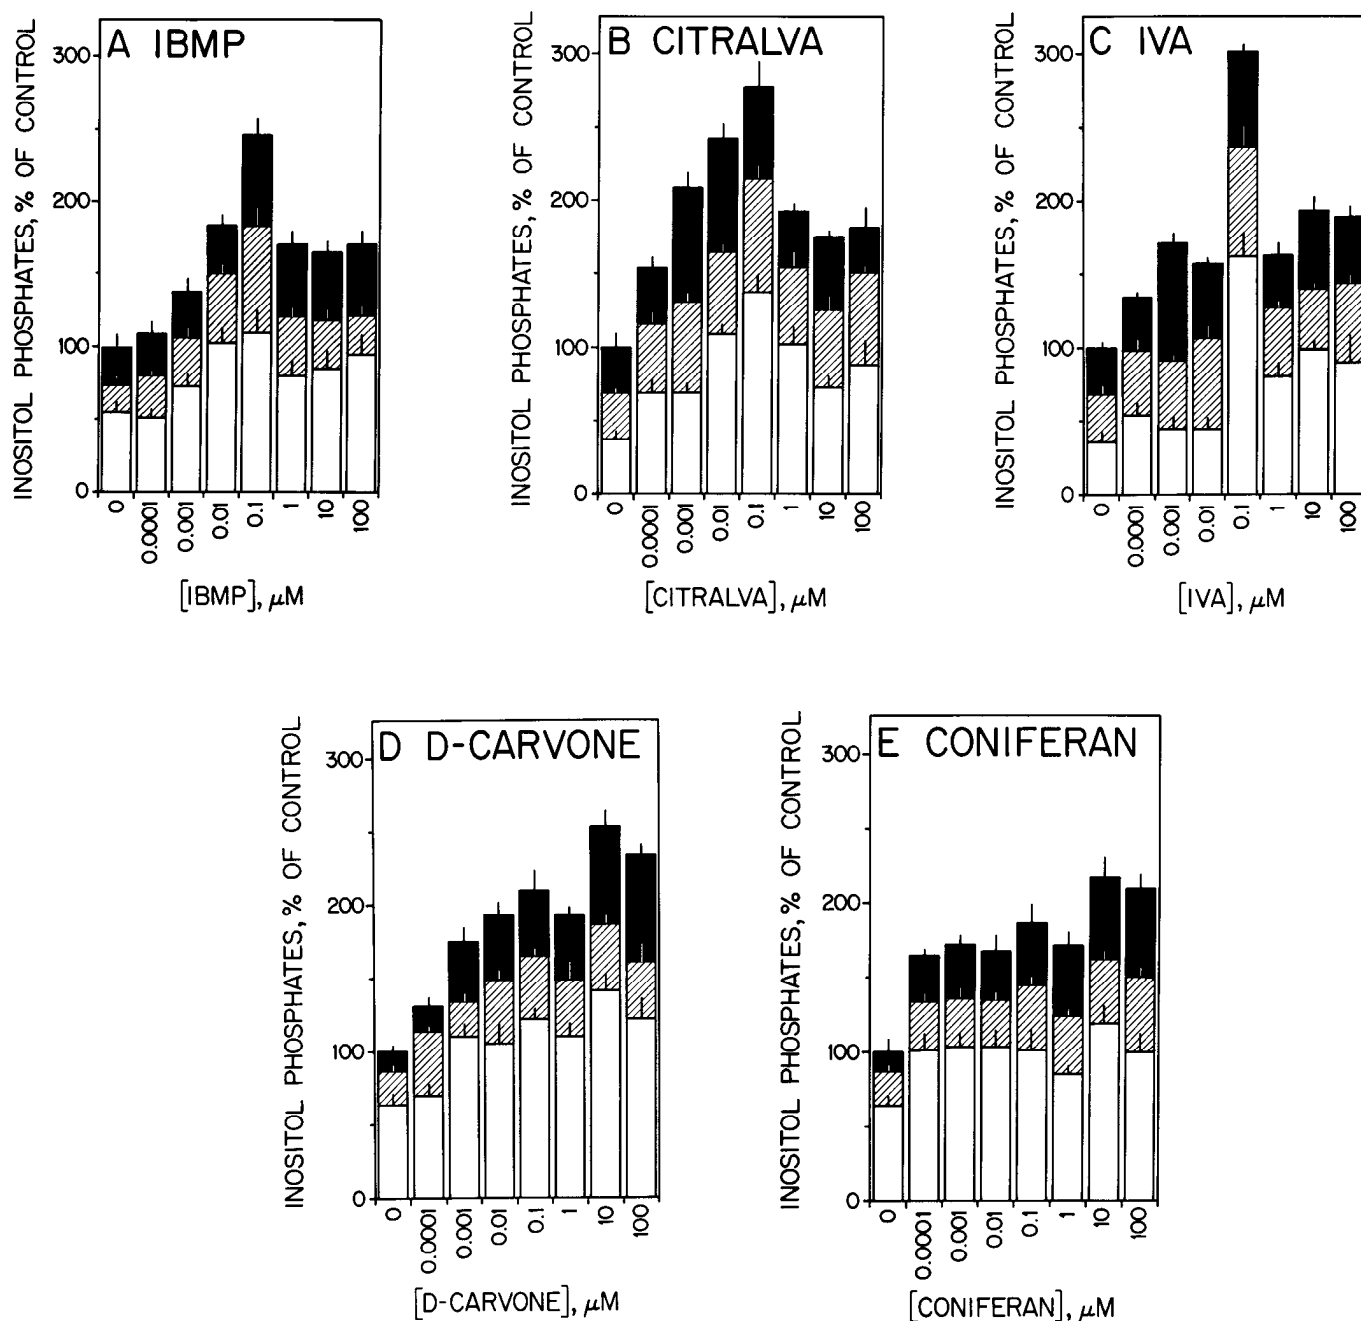 A IBMP
INOSITOL PHOSPHATES, % OF CONTROL
300
200
100
0
0 0.0001 0.001 0.01 0.1 1 10 100
[IBMP], μM
B CITRALVA
INOSITOL PHOSPHATES, % OF CONTROL
300
200
100
0
0 0.0001 0.001 0.01 0.1 1 10 100
[CITRALVA], μM
C IVA
INOSITOL PHOSPHATES, % OF CONTROL
300
200
100
0
0 0.0001 0.001 0.01 0.1 1 10 100
[IVA], μM
D D-CARVONE
INOSITOL PHOSPHATES, % OF CONTROL
300
200
100
0
0 0.0001 0.001 0.01 0.1 1 10 100
[D-CARVONE], μM
E CONIFERAN
INOSITOL PHOSPHATES, % OF CONTROL
300
200
100
0
0 0.0001 0.001 0.01 0.1 1 10 100
[CONIFERAN], μM